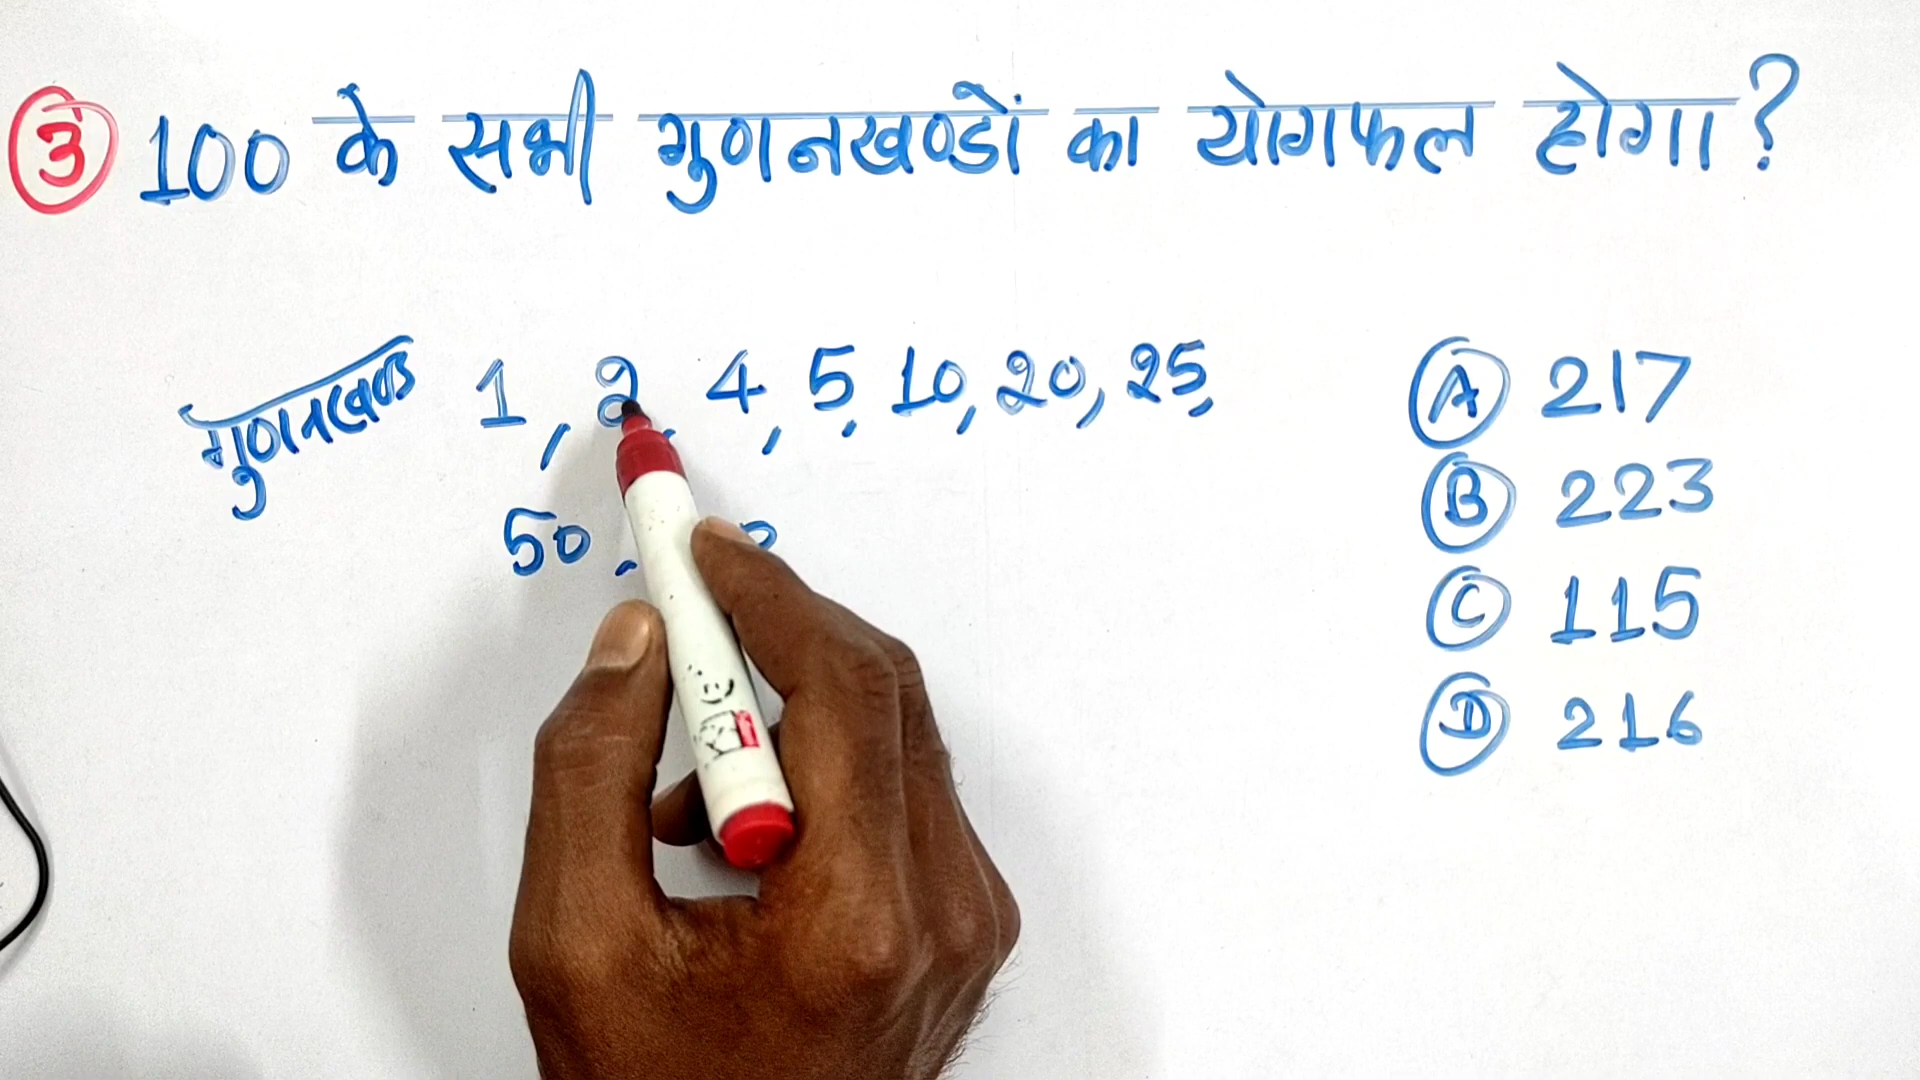 3 100 के सभी गुणनखण्डों का योगफल होगा?
गुणनखण्ड 1, 2, 4, 5, 10, 20, 25,
50,
A 217
B 223
C 115
D 216